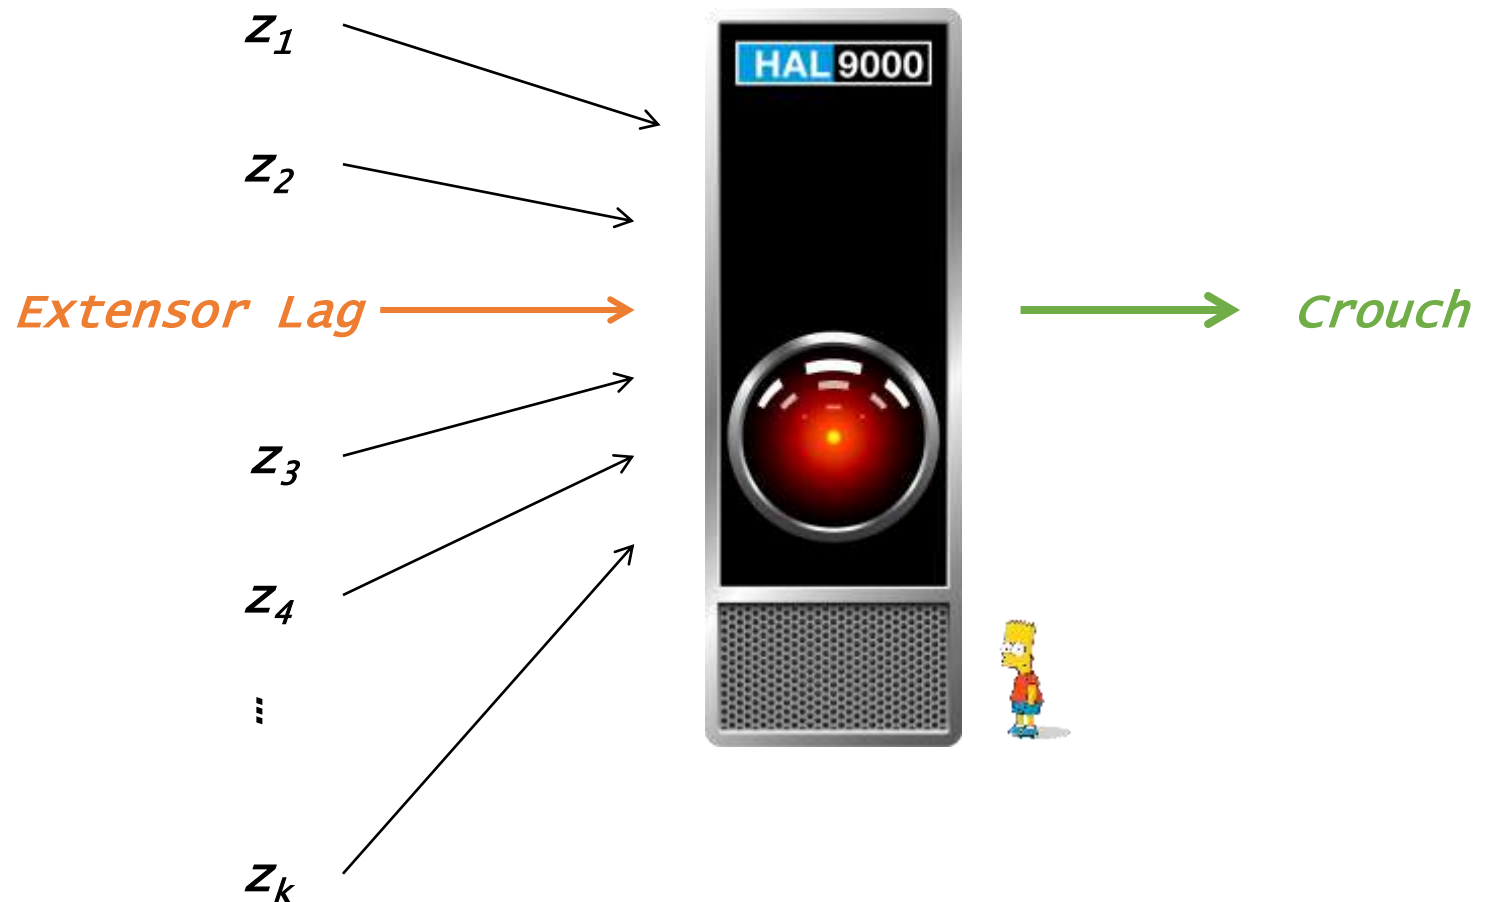 z1
z2
Extensor Lag
z3
z4
⋮
zk
HAL 9000
Crouch